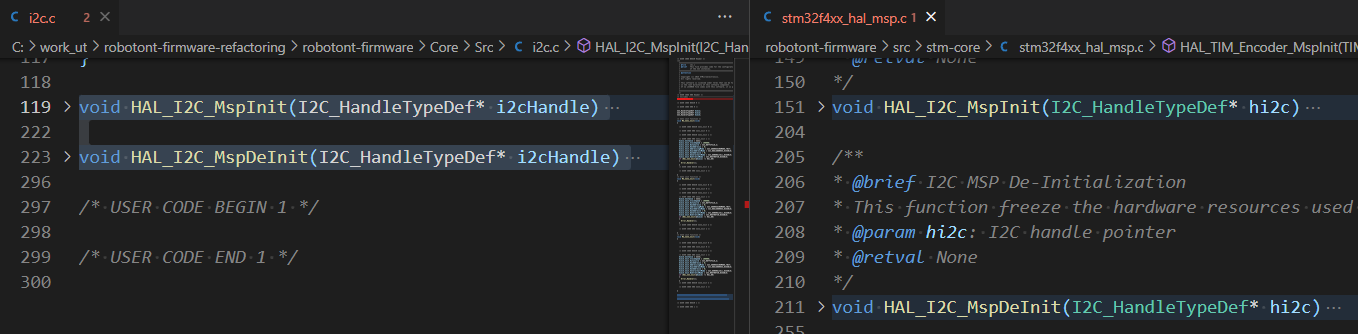 i2c.c 2
C: > work_ut > robotont-firmware-refactoring > robotont-firmware > Core > Src > C i2c.c > HAL_I2C_MspInit(I2C_Han
118
119 > void HAL_I2C_MspInit(I2C_HandleTypeDef* i2cHandle) ...
222
223 > void HAL_I2C_MspDeInit(I2C_HandleTypeDef* i2cHandle) ...
296
297 /* USER CODE BEGIN 1 */
298
299 /* USER CODE END 1 */
300
C stm32f4xx_hal_msp.c 1
robotont-firmware > src > stm-core > C stm32f4xx_hal_msp.c > HAL_TIM_Encoder_MspInit(TIM
149 * @retval None
150 */
151 > void HAL_I2C_MspInit(I2C_HandleTypeDef* hi2c) ...
204
205 /**
206 * @brief I2C MSP De-Initialization
207 * This function freeze the hardware resources used
208 * @param hi2c: I2C handle pointer
209 * @retval None
210 */
211 > void HAL_I2C_MspDeInit(I2C_HandleTypeDef* hi2c) ...
255